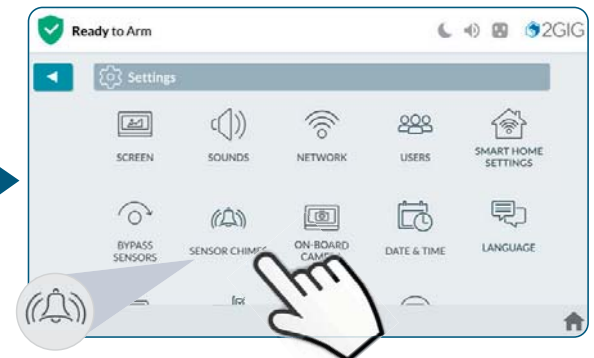 Ready to Arm
2GIG
Settings
SCREEN
SOUNDS
NETWORK
USERS
SMART HOME
SETTINGS
BYPASS
SENSORS
SENSOR CHIMES
ON-BOARD
CAMERA
DATE & TIME
LANGUAGE